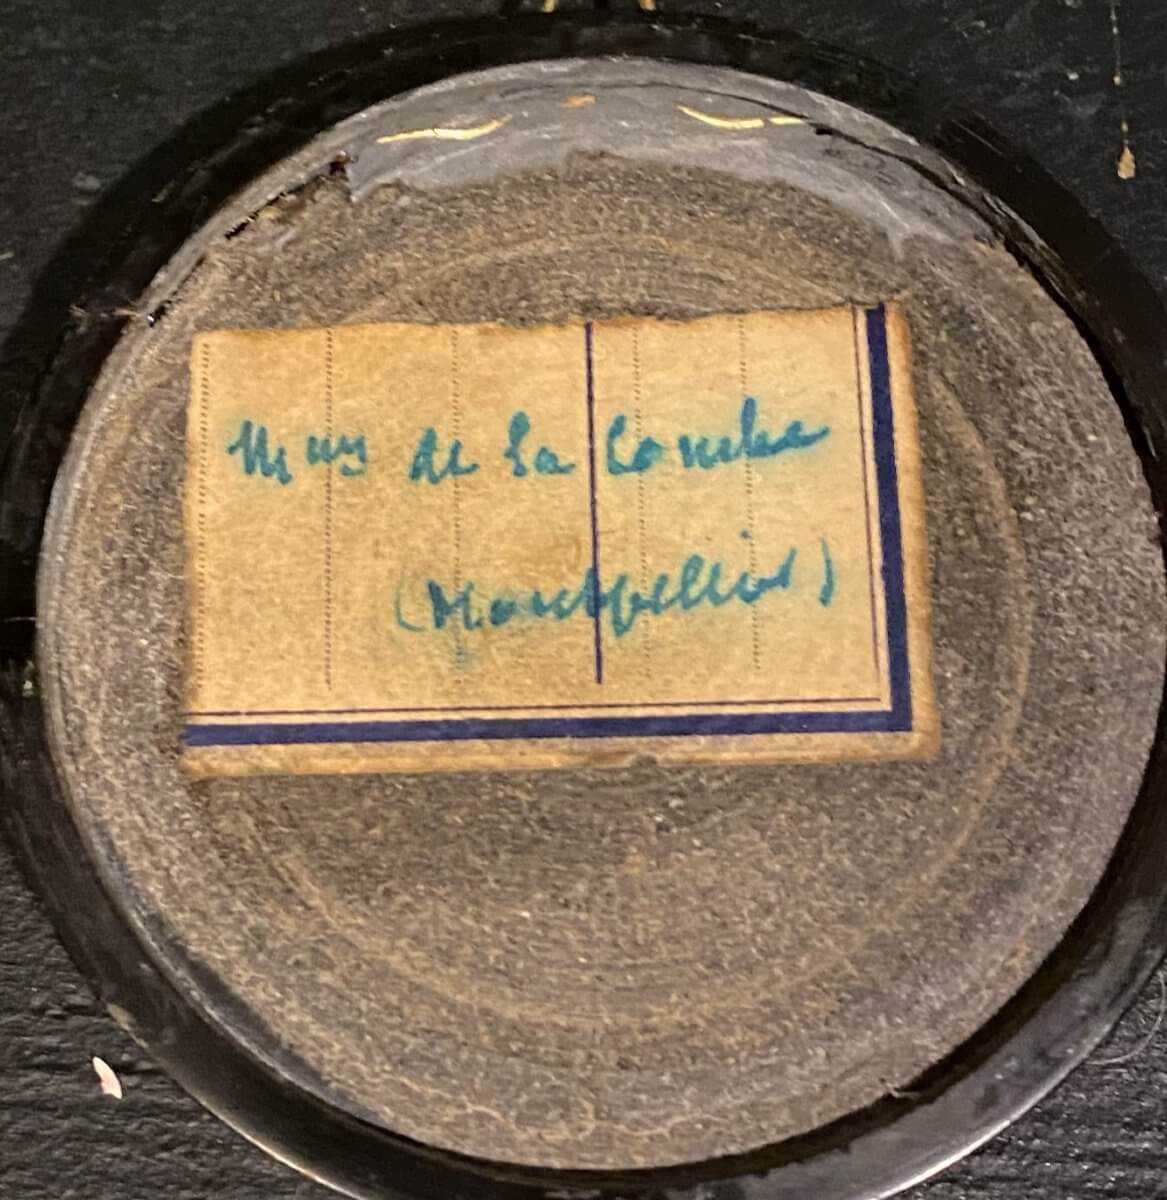 de la Combe
(Montpellier)